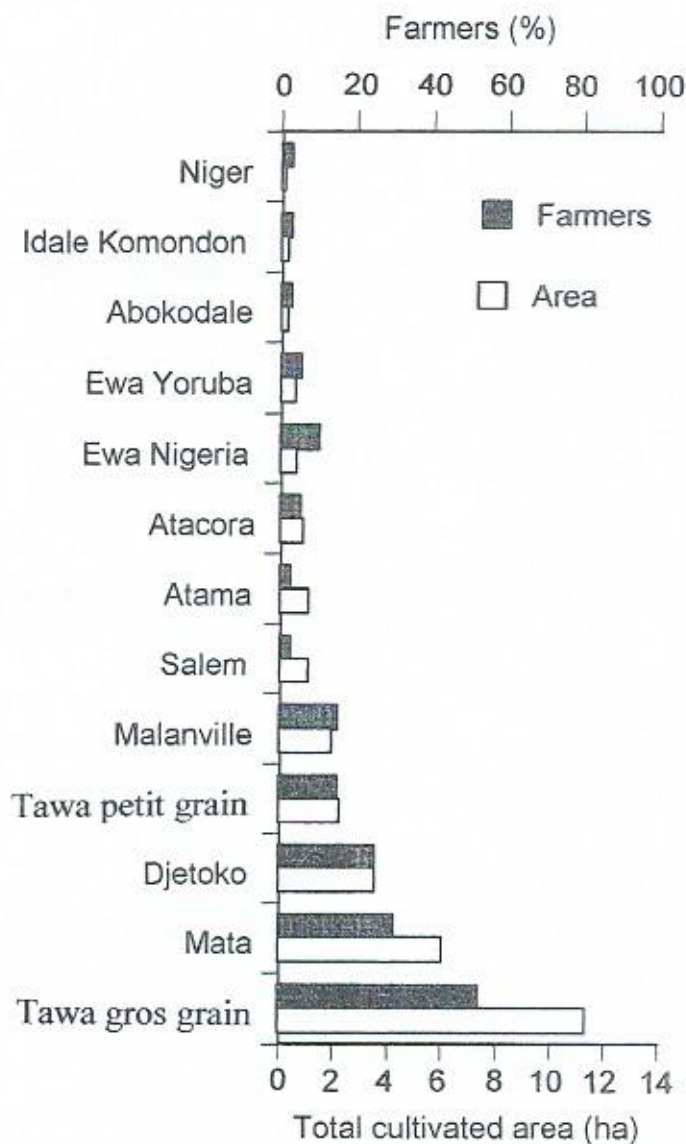 Farmers (%)
0 20 40 60 80 100
Niger
Idale Komondon
Farmers
Abokodale
Area
Ewa Yoruba
Ewa Nigeria
Atacora
Atama
Salem
Malanville
Tawa petit grain
Djetoko
Mata
Tawa gros grain
0 2 4 6 8 10 12 14
Total cultivated area (ha)